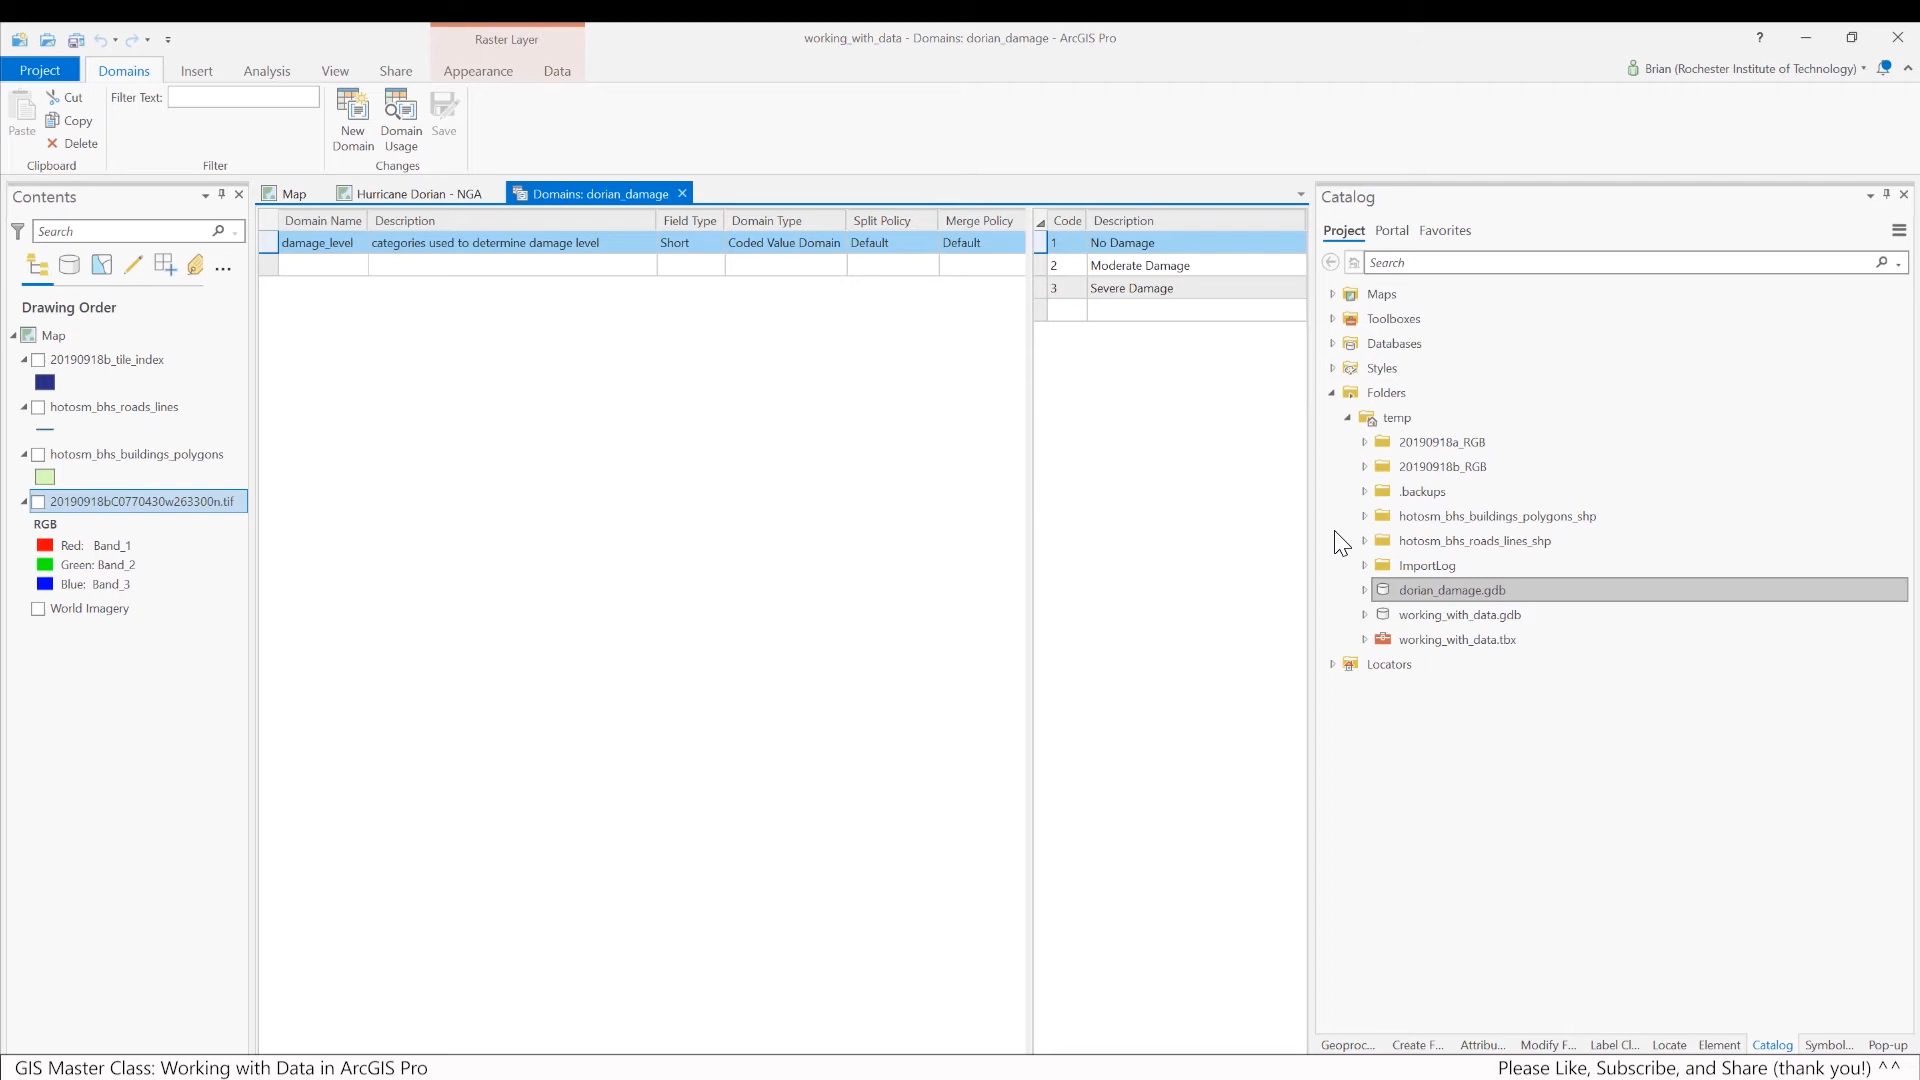 Raster Layer
working_with_data - Domains: dorian_damage - ArcGIS Pro
?
Project
Domains
Insert
Analysis
View
Share
Appearance
Data
Brian (Rochester Institute of Technology)
Paste
Cut
Copy
Delete
Clipboard
Filter Text:
Filter
New Domain
Domain Usage
Save
Changes
Contents
Search
Drawing Order
Map
20190918b_tile_index
hotosm_bhs_roads_lines
hotosm_bhs_buildings_polygons
20190918bC0770430w263300n.tif
RGB
Red: Band_1
Green: Band_2
Blue: Band_3
World Imagery
Map
Hurricane Dorian - NGA
Domains: dorian_damage
Domain Name Description Field Type Domain Type Split Policy Merge Policy
damage_level categories used to determine damage level Short Coded Value Domain Default Default
Code Description
1 No Damage
2 Moderate Damage
3 Severe Damage
Catalog
Project Portal Favorites
Search
Maps
Toolboxes
Databases
Styles
Folders
temp
20190918a_RGB
20190918b_RGB
.backups
hotosm_bhs_buildings_polygons_shp
hotosm_bhs_roads_lines_shp
ImportLog
dorian_damage.gdb
working_with_data.gdb
working_with_data.tbx
Locators
Geoproc... Create F... Attribu... Modify F... Label Cl... Locate Element Catalog Symbol... Pop-up
GIS Master Class: Working with Data in ArcGIS Pro
Please Like, Subscribe, and Share (thank you!) ^^